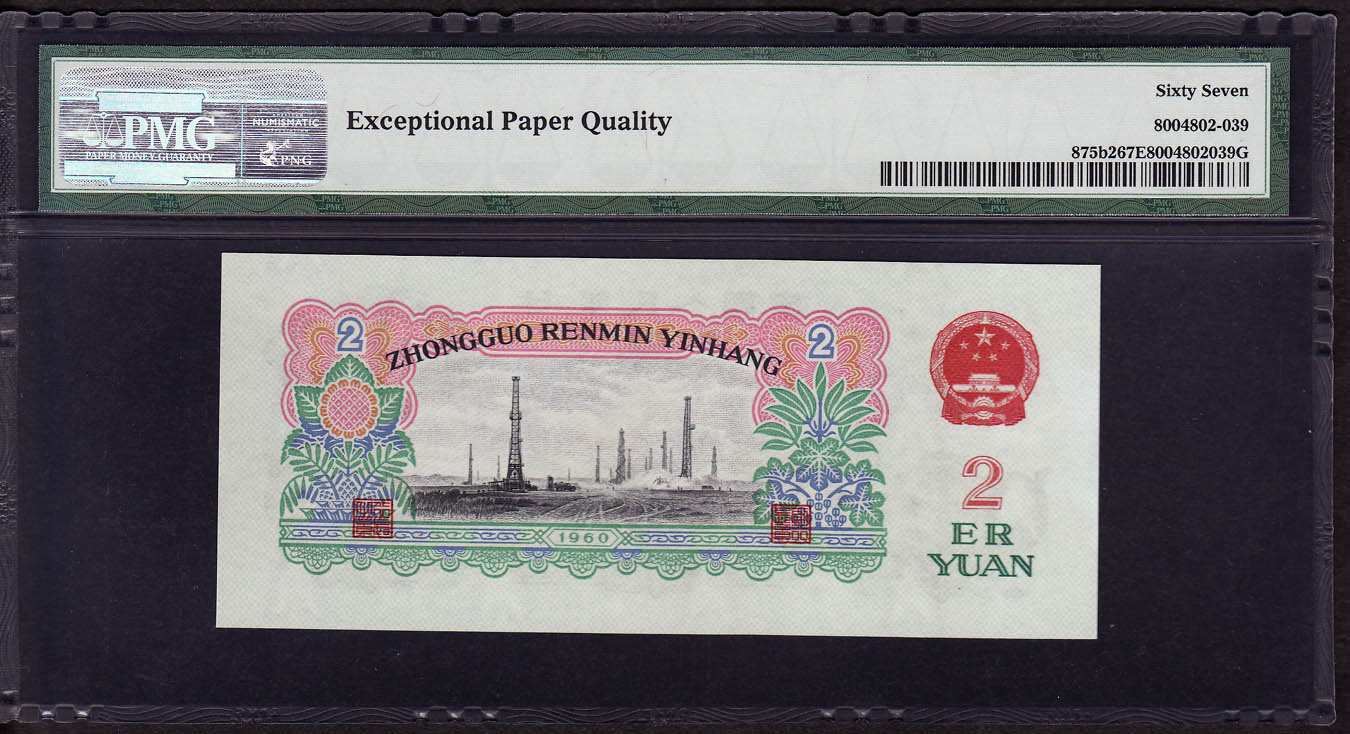 PMG
PAPER MONEY GUARANTY
NUMISMATIC
PNG
Exceptional Paper Quality
Sixty Seven
8004802-039
875b267E8004802039G
2
2
ZHONGGUO RENMIN YINHANG
1960
2
ER
YUAN